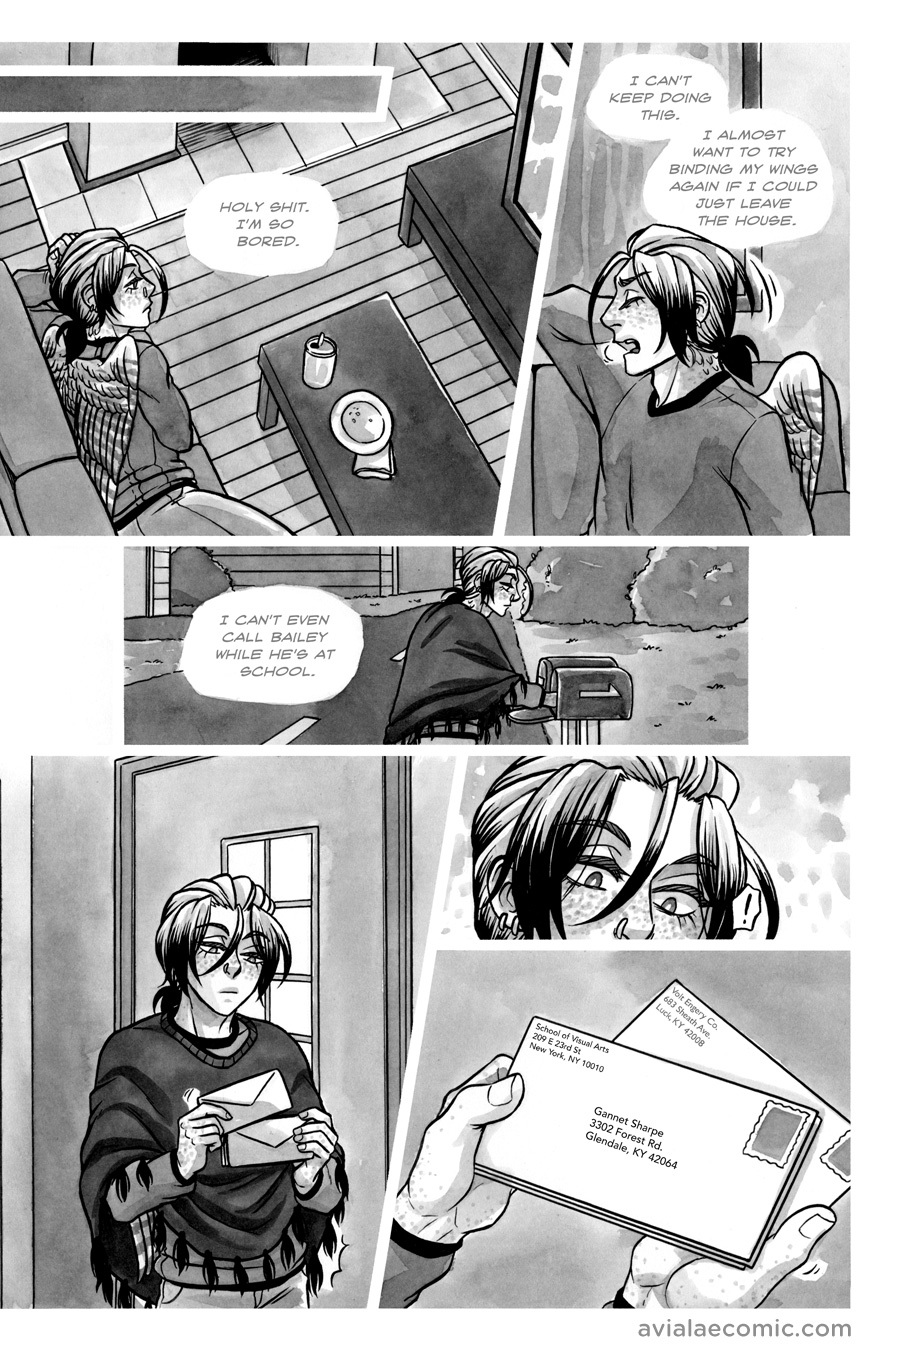 HOLY SHIT.
I'M SO
BORED.
I CAN'T
KEEP DOING
THIS.
I ALMOST
WANT TO TRY
BINDING MY WINGS
AGAIN IF I COULD
JUST LEAVE
THE HOUSE.
I CAN'T EVEN
CALL BAILEY
WHILE HE'S AT
SCHOOL.
!
Volt Engery Co.
683 Sheath Ave.
Luck, KY 42008
School of Visual Arts
209 E 23rd St
New York, NY 10010
Gannet Sharpe
3302 Forest Rd.
Glendale, KY 42064
avialaecomic.com